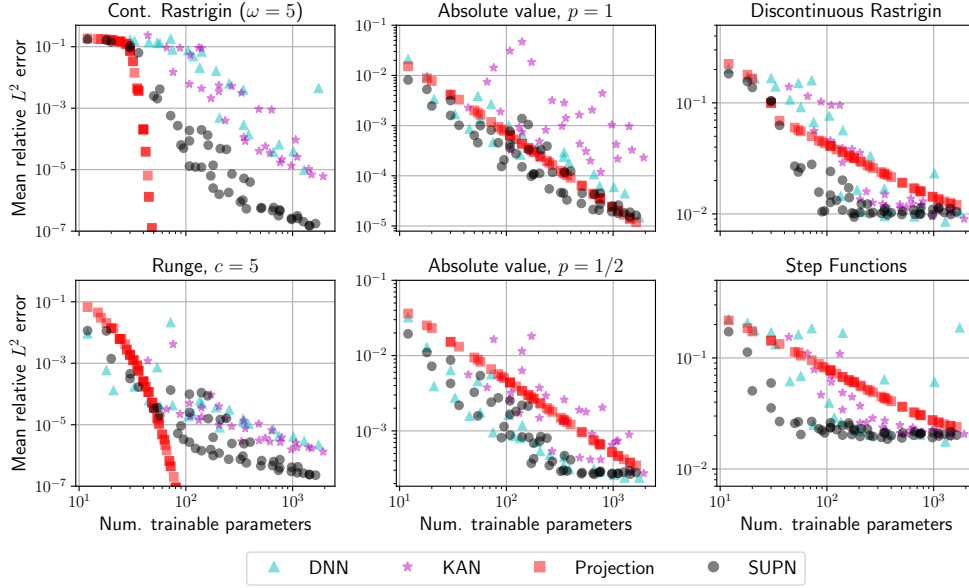 Cont. Rastrigin (ω = 5)
Absolute value, p = 1
Discontinuous Rastrigin
Mean relative L² error
10⁻¹
10⁻³
10⁻⁵
10⁻⁷
10⁻¹
10⁻²
10⁻³
10⁻⁴
10⁻⁵
10⁻¹
10⁻²
Runge, c = 5
Absolute value, p = 1/2
Step Functions
Mean relative L² error
10⁻¹
10⁻³
10⁻⁵
10⁻⁷
10⁻¹
10⁻²
10⁻³
10⁻¹
10⁻²
10¹
10²
10³
10²
10³
10²
10³
Num. trainable parameters
Num. trainable parameters
Num. trainable parameters
DNN
KAN
Projection
SUPN